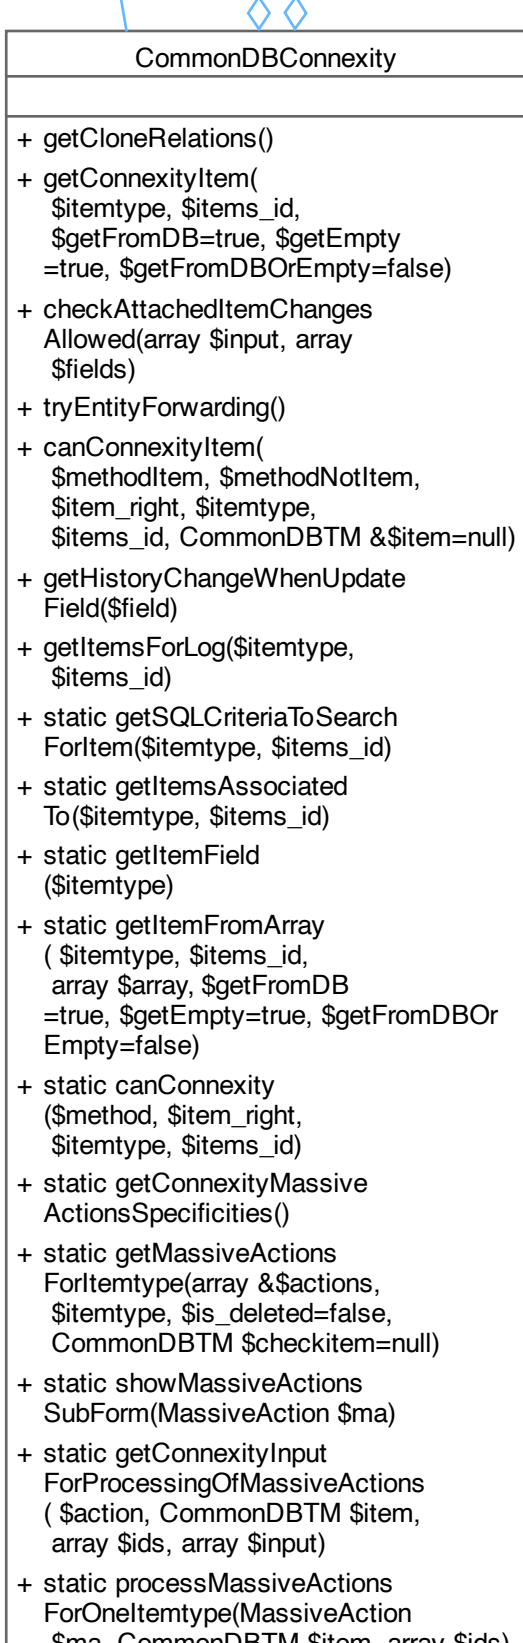 CommonDBConnexity
+ getCloneRelations()
+ getConnexityItem(
$itemtype, $items_id,
$getFromDB=true, $getEmpty
=true, $getFromDBOrEmpty=false)
+ checkAttachedItemChanges
Allowed(array $input, array
$fields)
+ tryEntityForwarding()
+ canConnexityItem(
$methodItem, $methodNotItem,
$item_right, $itemtype,
$items_id, CommonDBTM &$item=null)
+ getHistoryChangeWhenUpdate
Field($field)
+ getItemsForLog($itemtype,
$items_id)
+ static getSQLCriteriaToSearch
ForItem($itemtype, $items_id)
+ static getItemsAssociated
To($itemtype, $items_id)
+ static getItemField
($itemtype)
+ static getItemFromArray
( $itemtype, $items_id,
array $array, $getFromDB
=true, $getEmpty=true, $getFromDBOr
Empty=false)
+ static canConnexity
($method, $item_right,
$itemtype, $items_id)
+ static getConnexityMassive
ActionsSpecificities()
+ static getMassiveActions
ForItemtype(array &$actions,
$itemtype, $is_deleted=false,
CommonDBTM $checkitem=null)
+ static showMassiveActions
SubForm(MassiveAction $ma)
+ static getConnexityInput
ForProcessingOfMassiveActions
( $action, CommonDBTM $item,
array $ids, array $input)
+ static processMassiveActions
ForOneItemtype(MassiveAction
$ma, CommonDBTM $item, array $ids)